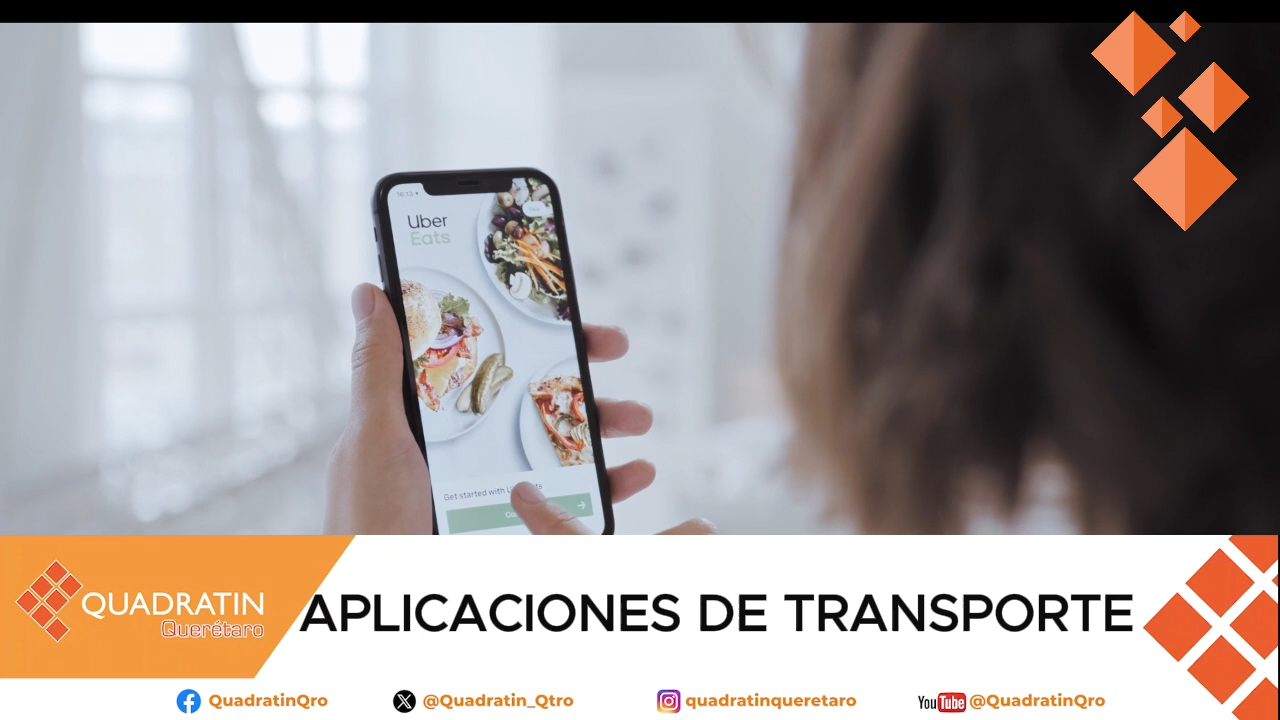 Uber
Eats
Get started with
QUADRATIN
Querétaro
APLICACIONES DE TRANSPORTE
QuadratinQro
@Quadratin_Qtro
quadratinqueretaro
YouTube @QuadratinQro